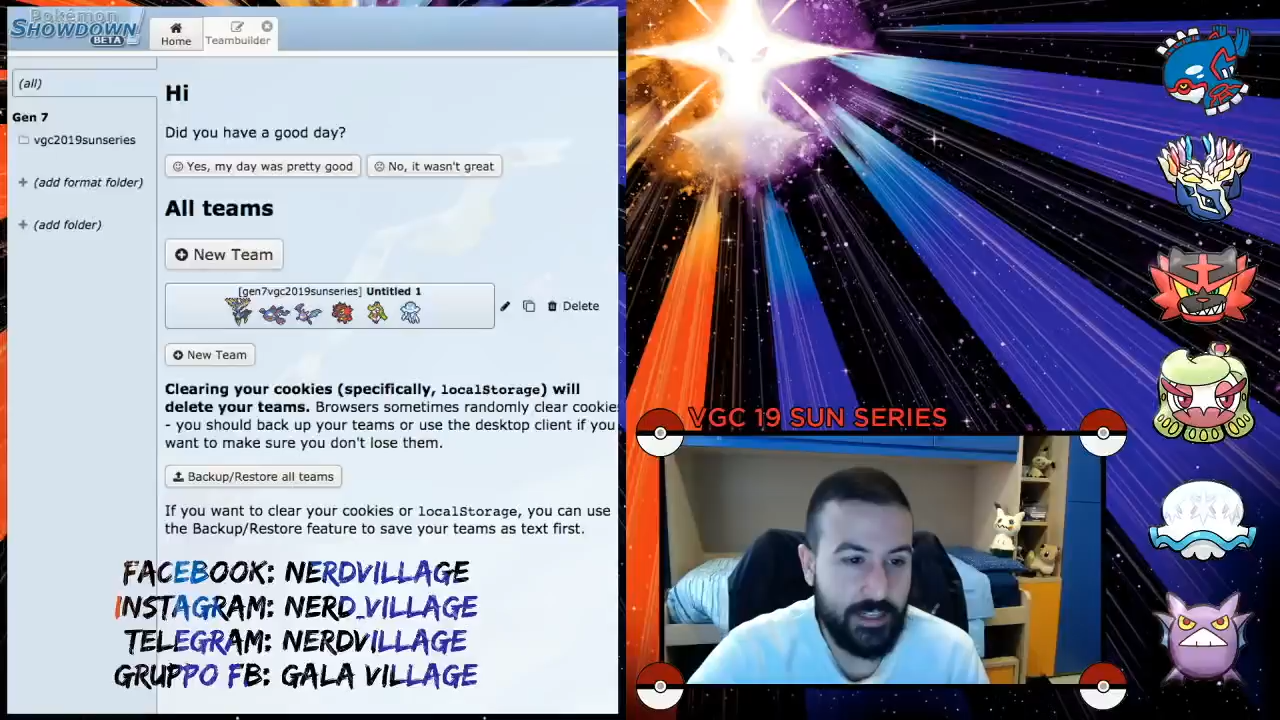 Pokémon
SHOWDOWN!
BETA
Home
Teambuilder
(all)
Gen 7
vgc2019sunseries
(add format folder)
(add folder)
Hi
Did you have a good day?
Yes, my day was pretty good
No, it wasn't great
All teams
New Team
[gen7vgc2019sunseries] Untitled 1
Delete
New Team
Clearing your cookies (specifically, localStorage) will
delete your teams. Browsers sometimes randomly clear cookies
- you should back up your teams or use the desktop client if you
want to make sure you don't lose them.
Backup/Restore all teams
If you want to clear your cookies or localStorage, you can use
the Backup/Restore feature to save your teams as text first.
FACEBOOK: NERDVILLAGE
INSTAGRAM: NERD_VILLAGE
TELEGRAM: NERDVILLAGE
GRUPPO FB: GALA VILLAGE
VGC 19 SUN SERIES